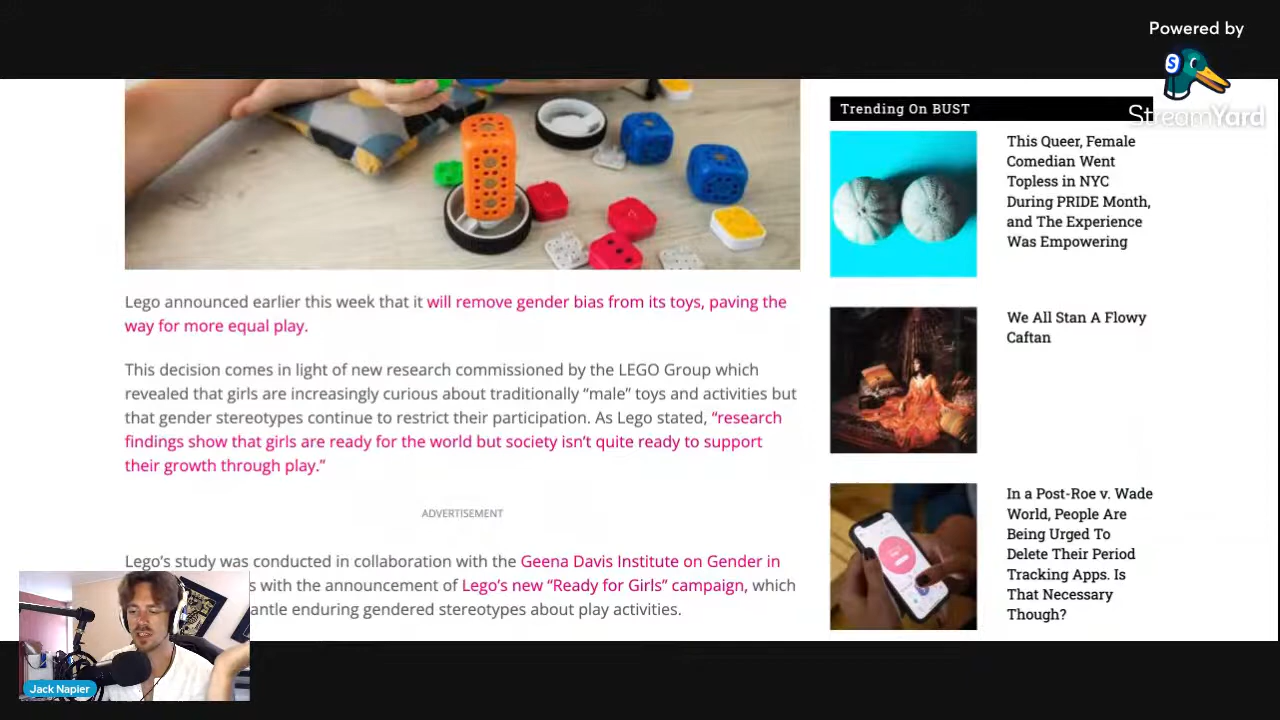 Powered by
StreamYard
Trending On BUST
This Queer, Female
Comedian Went
Topless in NYC
During PRIDE Month,
and The Experience
Was Empowering
Lego announced earlier this week that it will remove gender bias from its toys, paving the
way for more equal play.
We All Stan A Flowy
Caftan
This decision comes in light of new research commissioned by the LEGO Group which
revealed that girls are increasingly curious about traditionally “male” toys and activities but
that gender stereotypes continue to restrict their participation. As Lego stated, “research
findings show that girls are ready for the world but society isn’t quite ready to support
their growth through play.”
ADVERTISEMENT
In a Post-Roe v. Wade
World, People Are
Being Urged To
Delete Their Period
Tracking Apps. Is
That Necessary
Though?
Lego’s study was conducted in collaboration with the Geena Davis Institute on Gender in
s with the announcement of Lego’s new “Ready for Girls” campaign, which
antle enduring gendered stereotypes about play activities.
Jack Napier